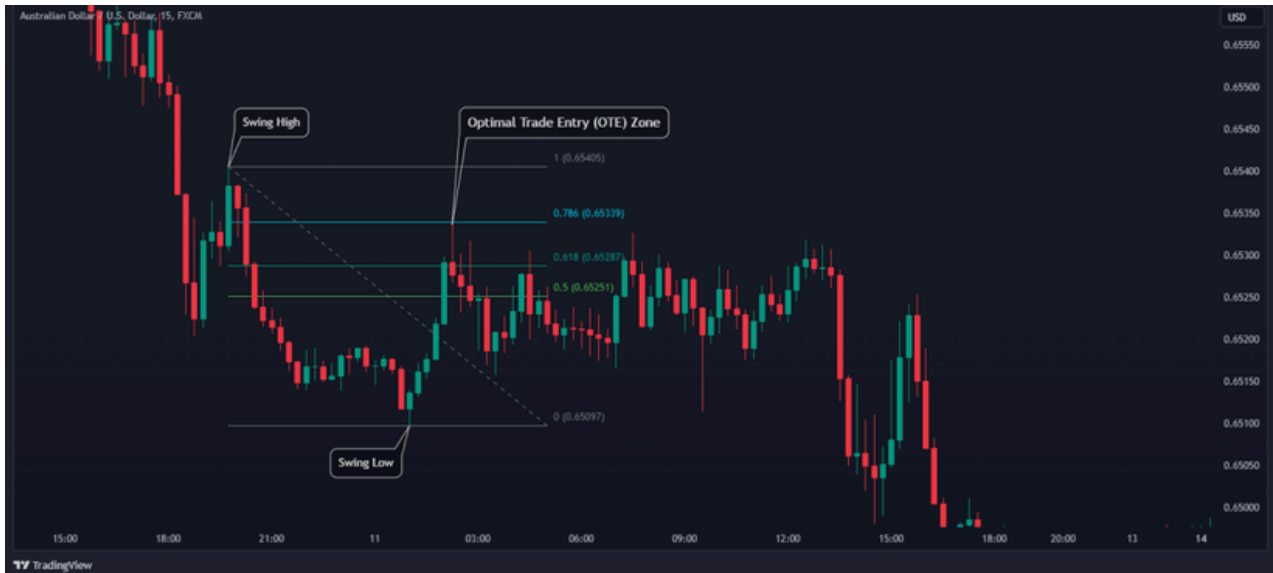 Australian Dollar / U.S. Dollar, 15, FXCM
USD
0.65550
0.65500
0.65450
0.65400
0.65350
0.65300
0.65250
0.65200
0.65150
0.65100
0.65050
0.65000
Swing High
Optimal Trade Entry (OTE) Zone
1 (0.65405)
0.786 (0.65339)
0.618 (0.65287)
0.5 (0.65251)
0 (0.65097)
Swing Low
15:00 18:00 21:00 11 03:00 06:00 09:00 12:00 15:00 18:00 20:00 13 14
TradingView